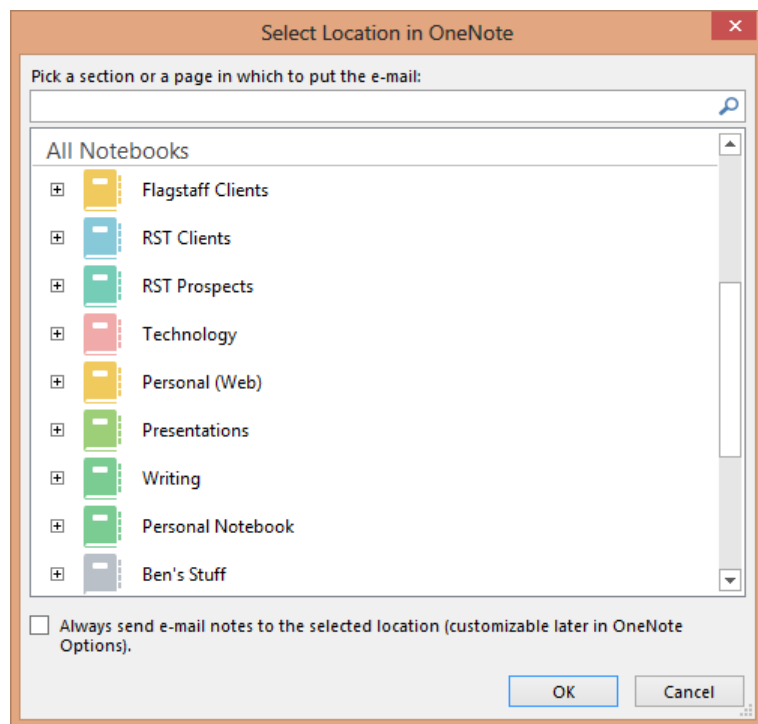 Select Location in OneNote
Pick a section or a page in which to put the e-mail:
All Notebooks
Flagstaff Clients
RST Clients
RST Prospects
Technology
Personal (Web)
Presentations
Writing
Personal Notebook
Ben's Stuff
Always send e-mail notes to the selected location (customizable later in OneNote
Options).
OK Cancel